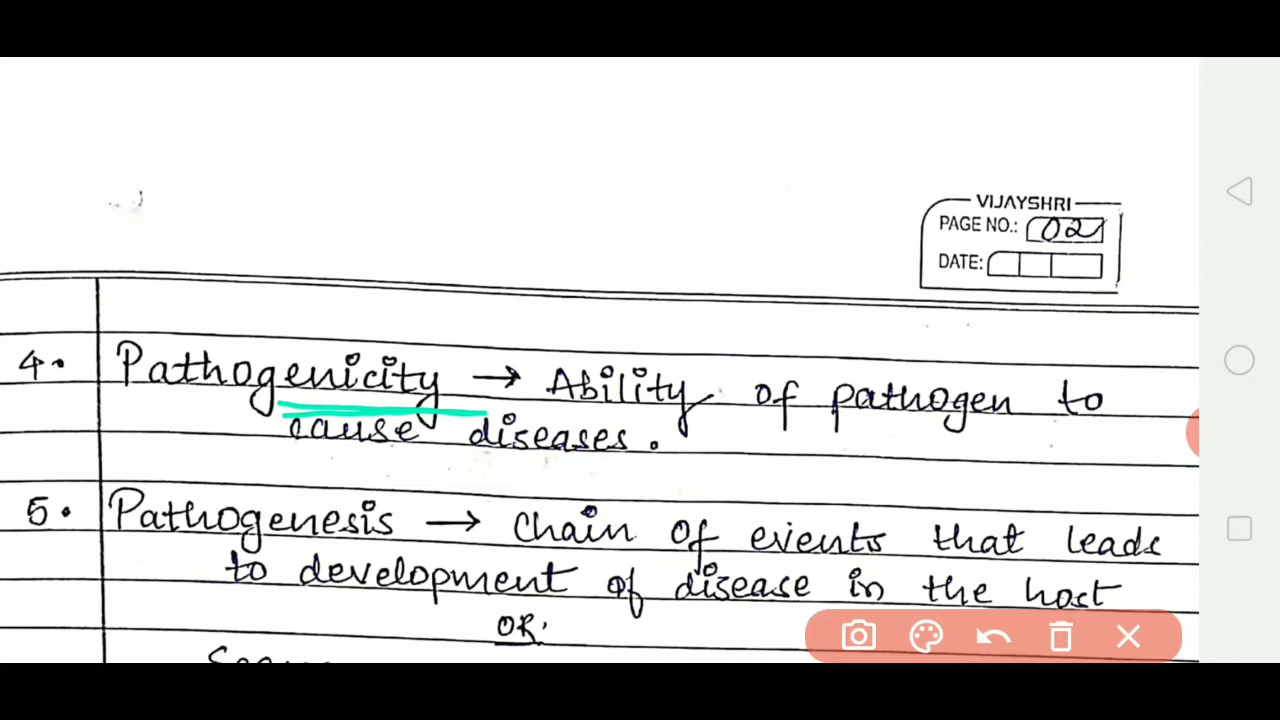 VIJAYSHRI
PAGE NO.: 02
DATE:
4. Pathogenicity → Ability of pathogen to
cause diseases.
5. Pathogenesis → Chain of events that leads
to development of disease in the host
OR.